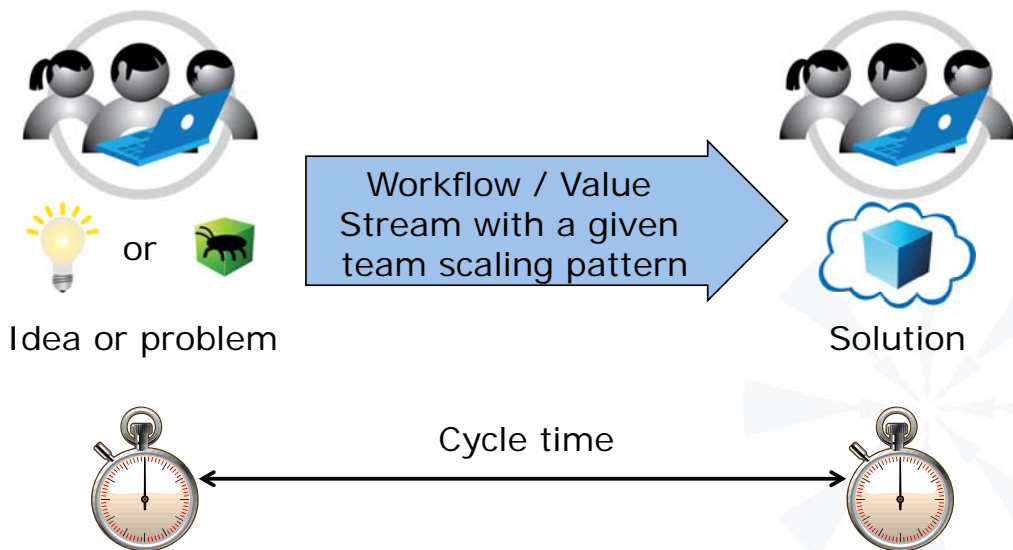 Workflow / Value
Stream with a given
team scaling pattern
or
Idea or problem
Solution
Cycle time